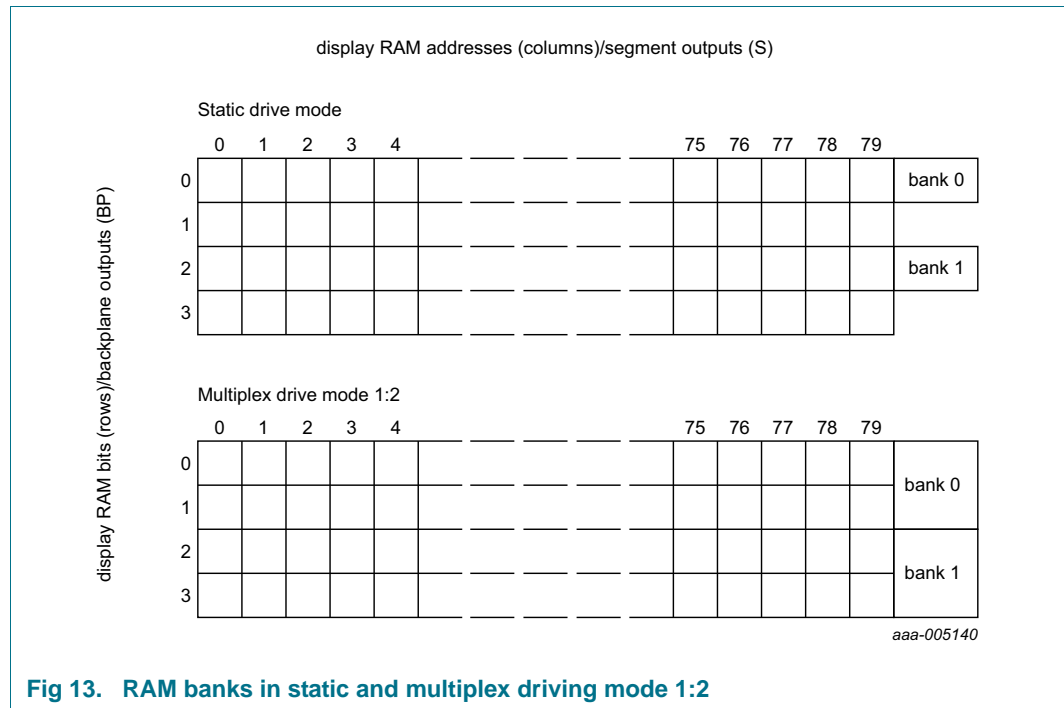 display RAM addresses (columns)/segment outputs (S)
display RAM bits (rows)/backplane outputs (BP)
Static drive mode
0 1 2 3 4 75 76 77 78 79
0 bank 0
1
2 bank 1
3
Multiplex drive mode 1:2
0 1 2 3 4 75 76 77 78 79
0
bank 0
1
2
bank 1
3
aaa-005140
Fig 13. RAM banks in static and multiplex driving mode 1:2